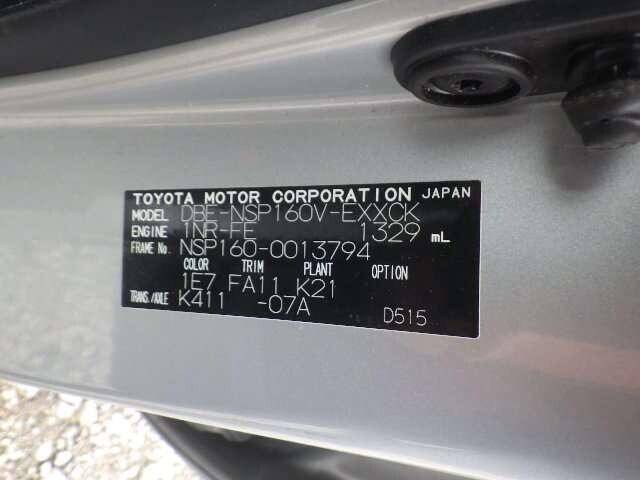 TOYOTA MOTOR CORPORATION JAPAN
MODEL DBE-NSP160V-EXXCK
ENGINE 1NR-FE 1329 mL
FRAME No. NSP160-0013794
COLOR TRIM PLANT OPTION
1E7 FA11 K21
TRANS./AXLE K411 -07A
D515